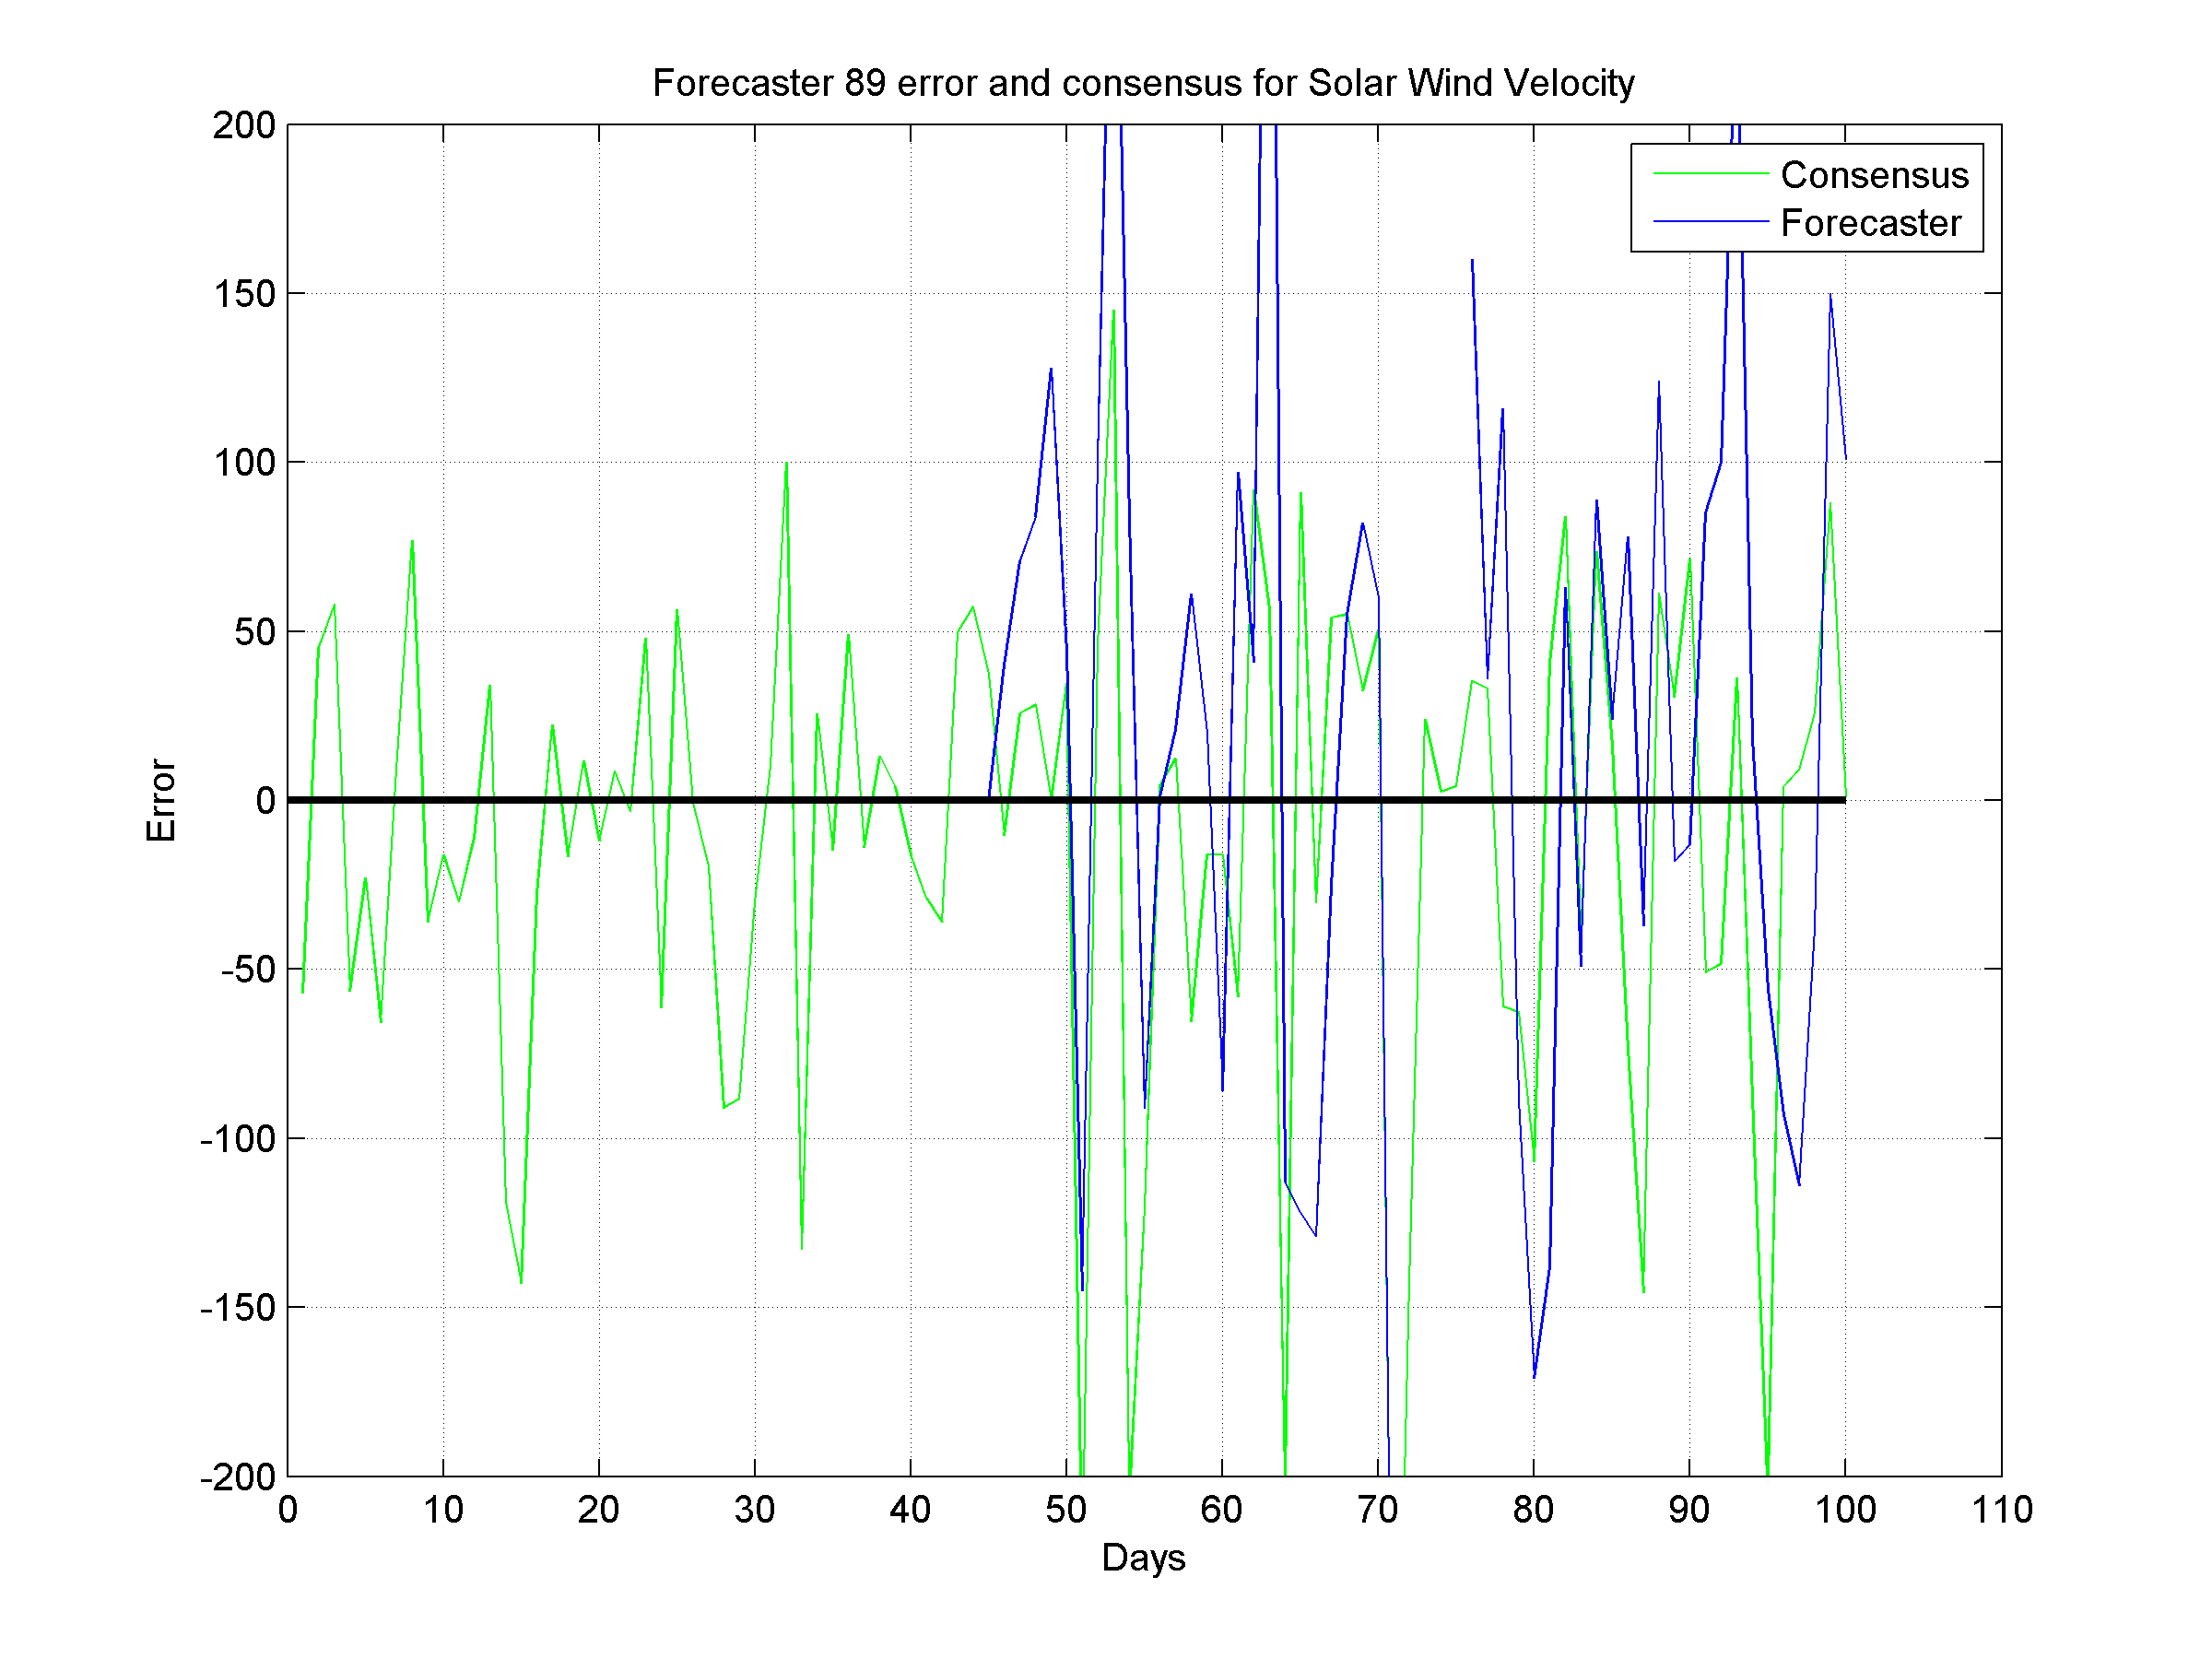 Forecaster 89 error and consensus for Solar Wind Velocity
200
150
100
50
0
-50
-100
-150
-200
Error
Consensus
Forecaster
0 10 20 30 40 50 60 70 80 90 100 110
Days